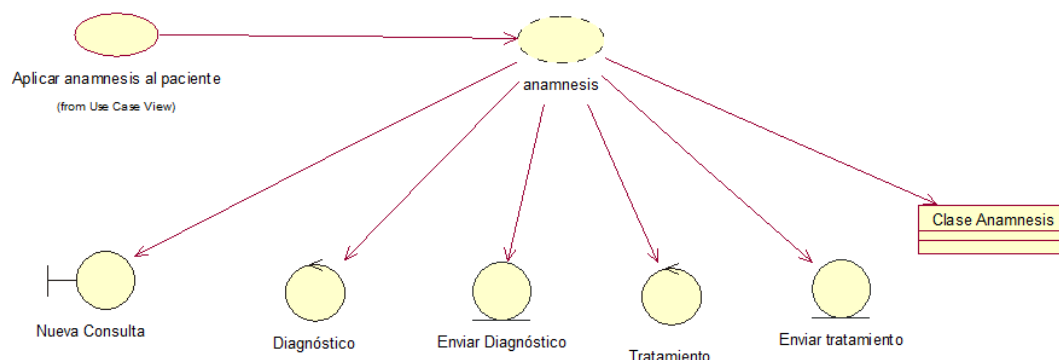 Aplicar anamnesis al paciente
(from Use Case View)
anamnesis
Clase Anamnesis
Nueva Consulta
Diagnóstico
Enviar Diagnóstico
Tratamiento
Enviar tratamiento